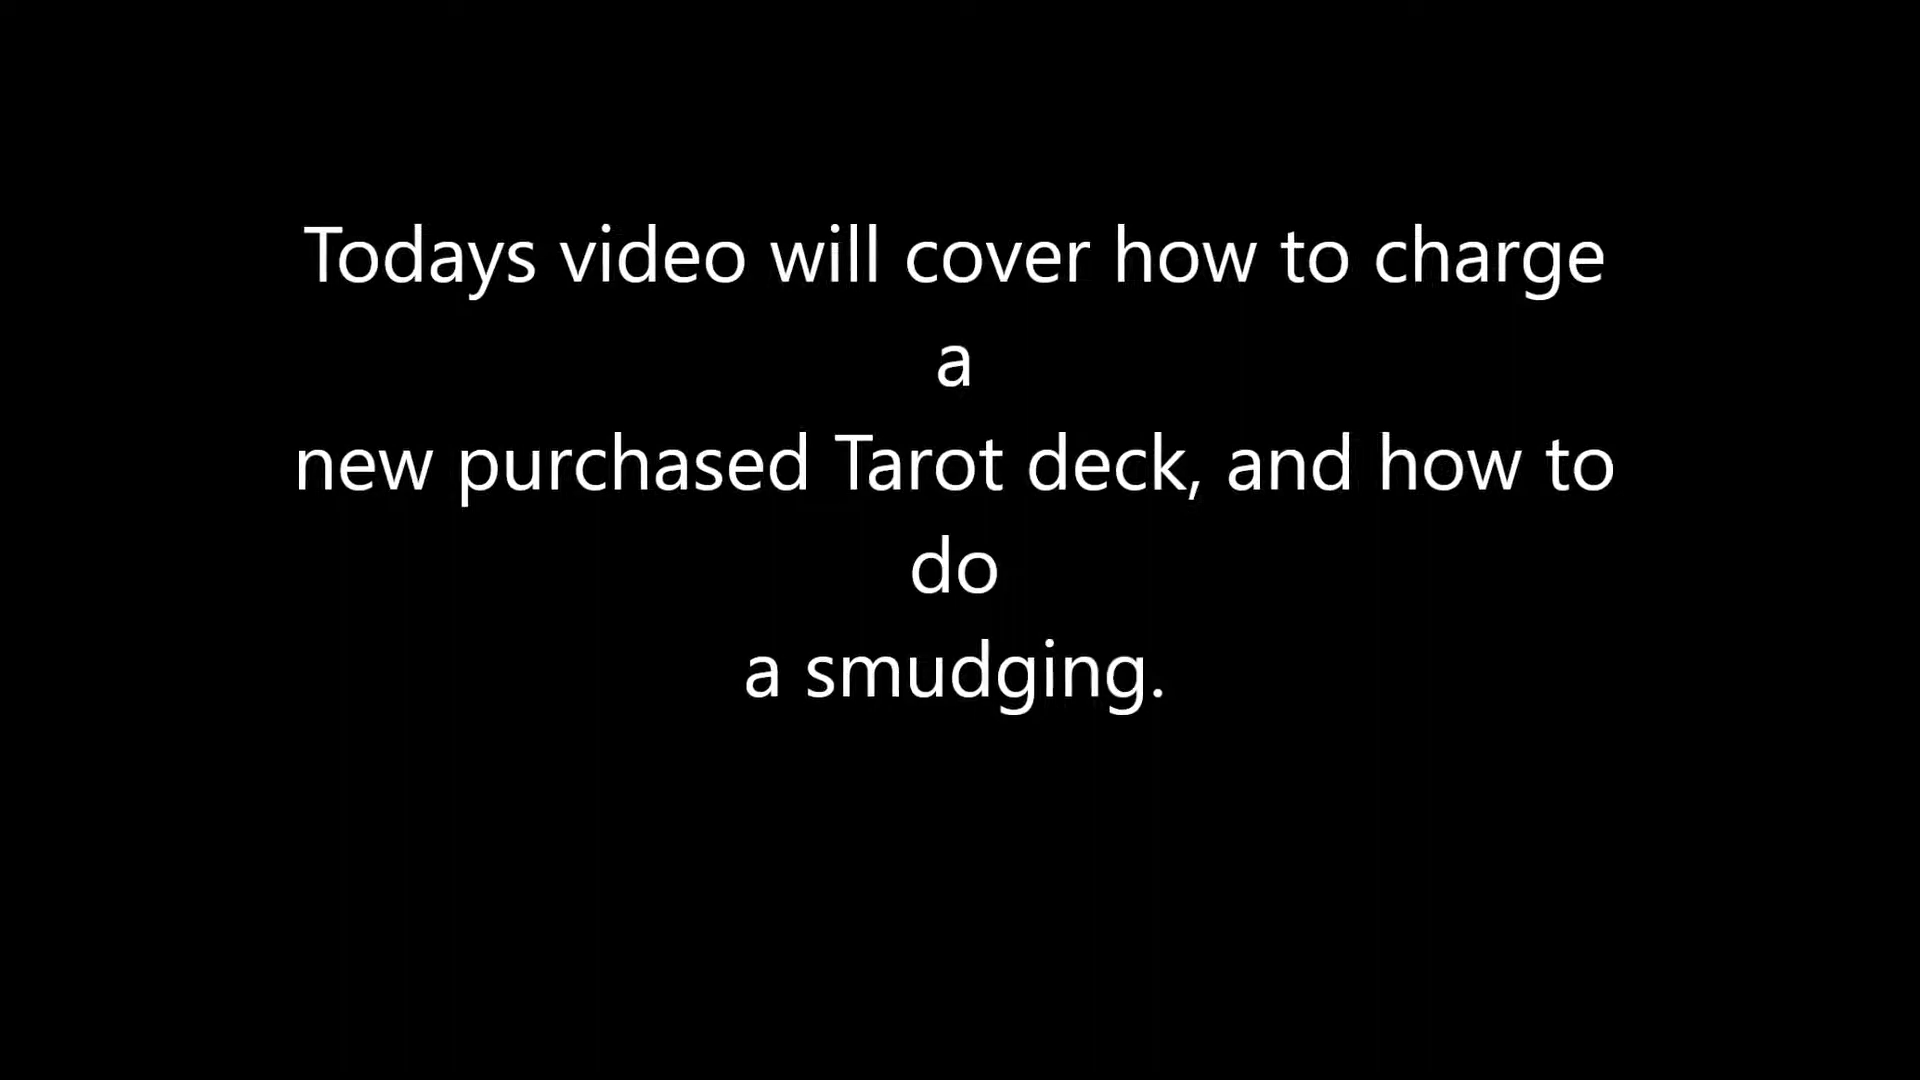 Todays video will cover how to charge
a
new purchased Tarot deck, and how to
do
a smudging.